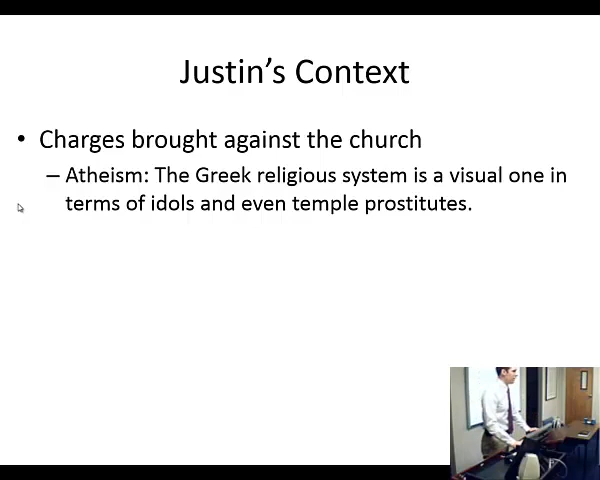 Justin's Context
• Charges brought against the church
– Atheism: The Greek religious system is a visual one in
terms of idols and even temple prostitutes.